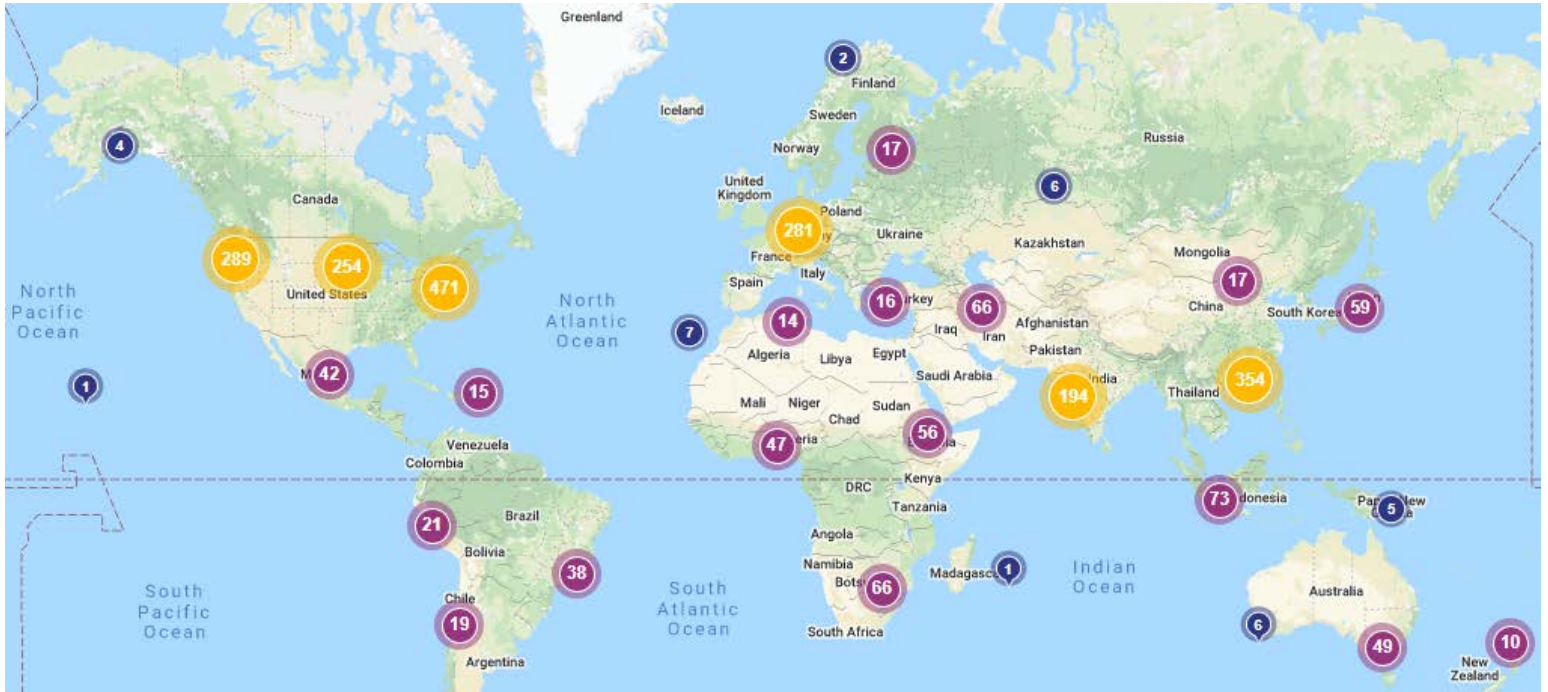 Greenland
2
Finland
Iceland
Sweden
Russia
4
Norway
17
United
Kingdom
6
Canada
Poland
281
Ukraine
Kazakhstan
Mongolia
289
254
France
471
Italy
Spain
17
United States
North
Pacific
Ocean
North
Atlantic
Ocean
16
66
China
South Korea
59
14
7
Iraq
Iran
Afghanistan
Algeria
Libya
Egypt
Pakistan
42
Saudi Arabia
354
1
15
194
Thailand
Mali
Niger
Chad
Sudan
47
56
Venezuela
Colombia
Kenya
DRC
73
Tanzania
5
21
Brazil
Angola
Bolivia
Namibia
38
66
1
Indian
Ocean
Australia
South
Pacific
Ocean
South
Atlantic
Ocean
Chile
19
6
South Africa
49
10
Argentina
New
Zealand